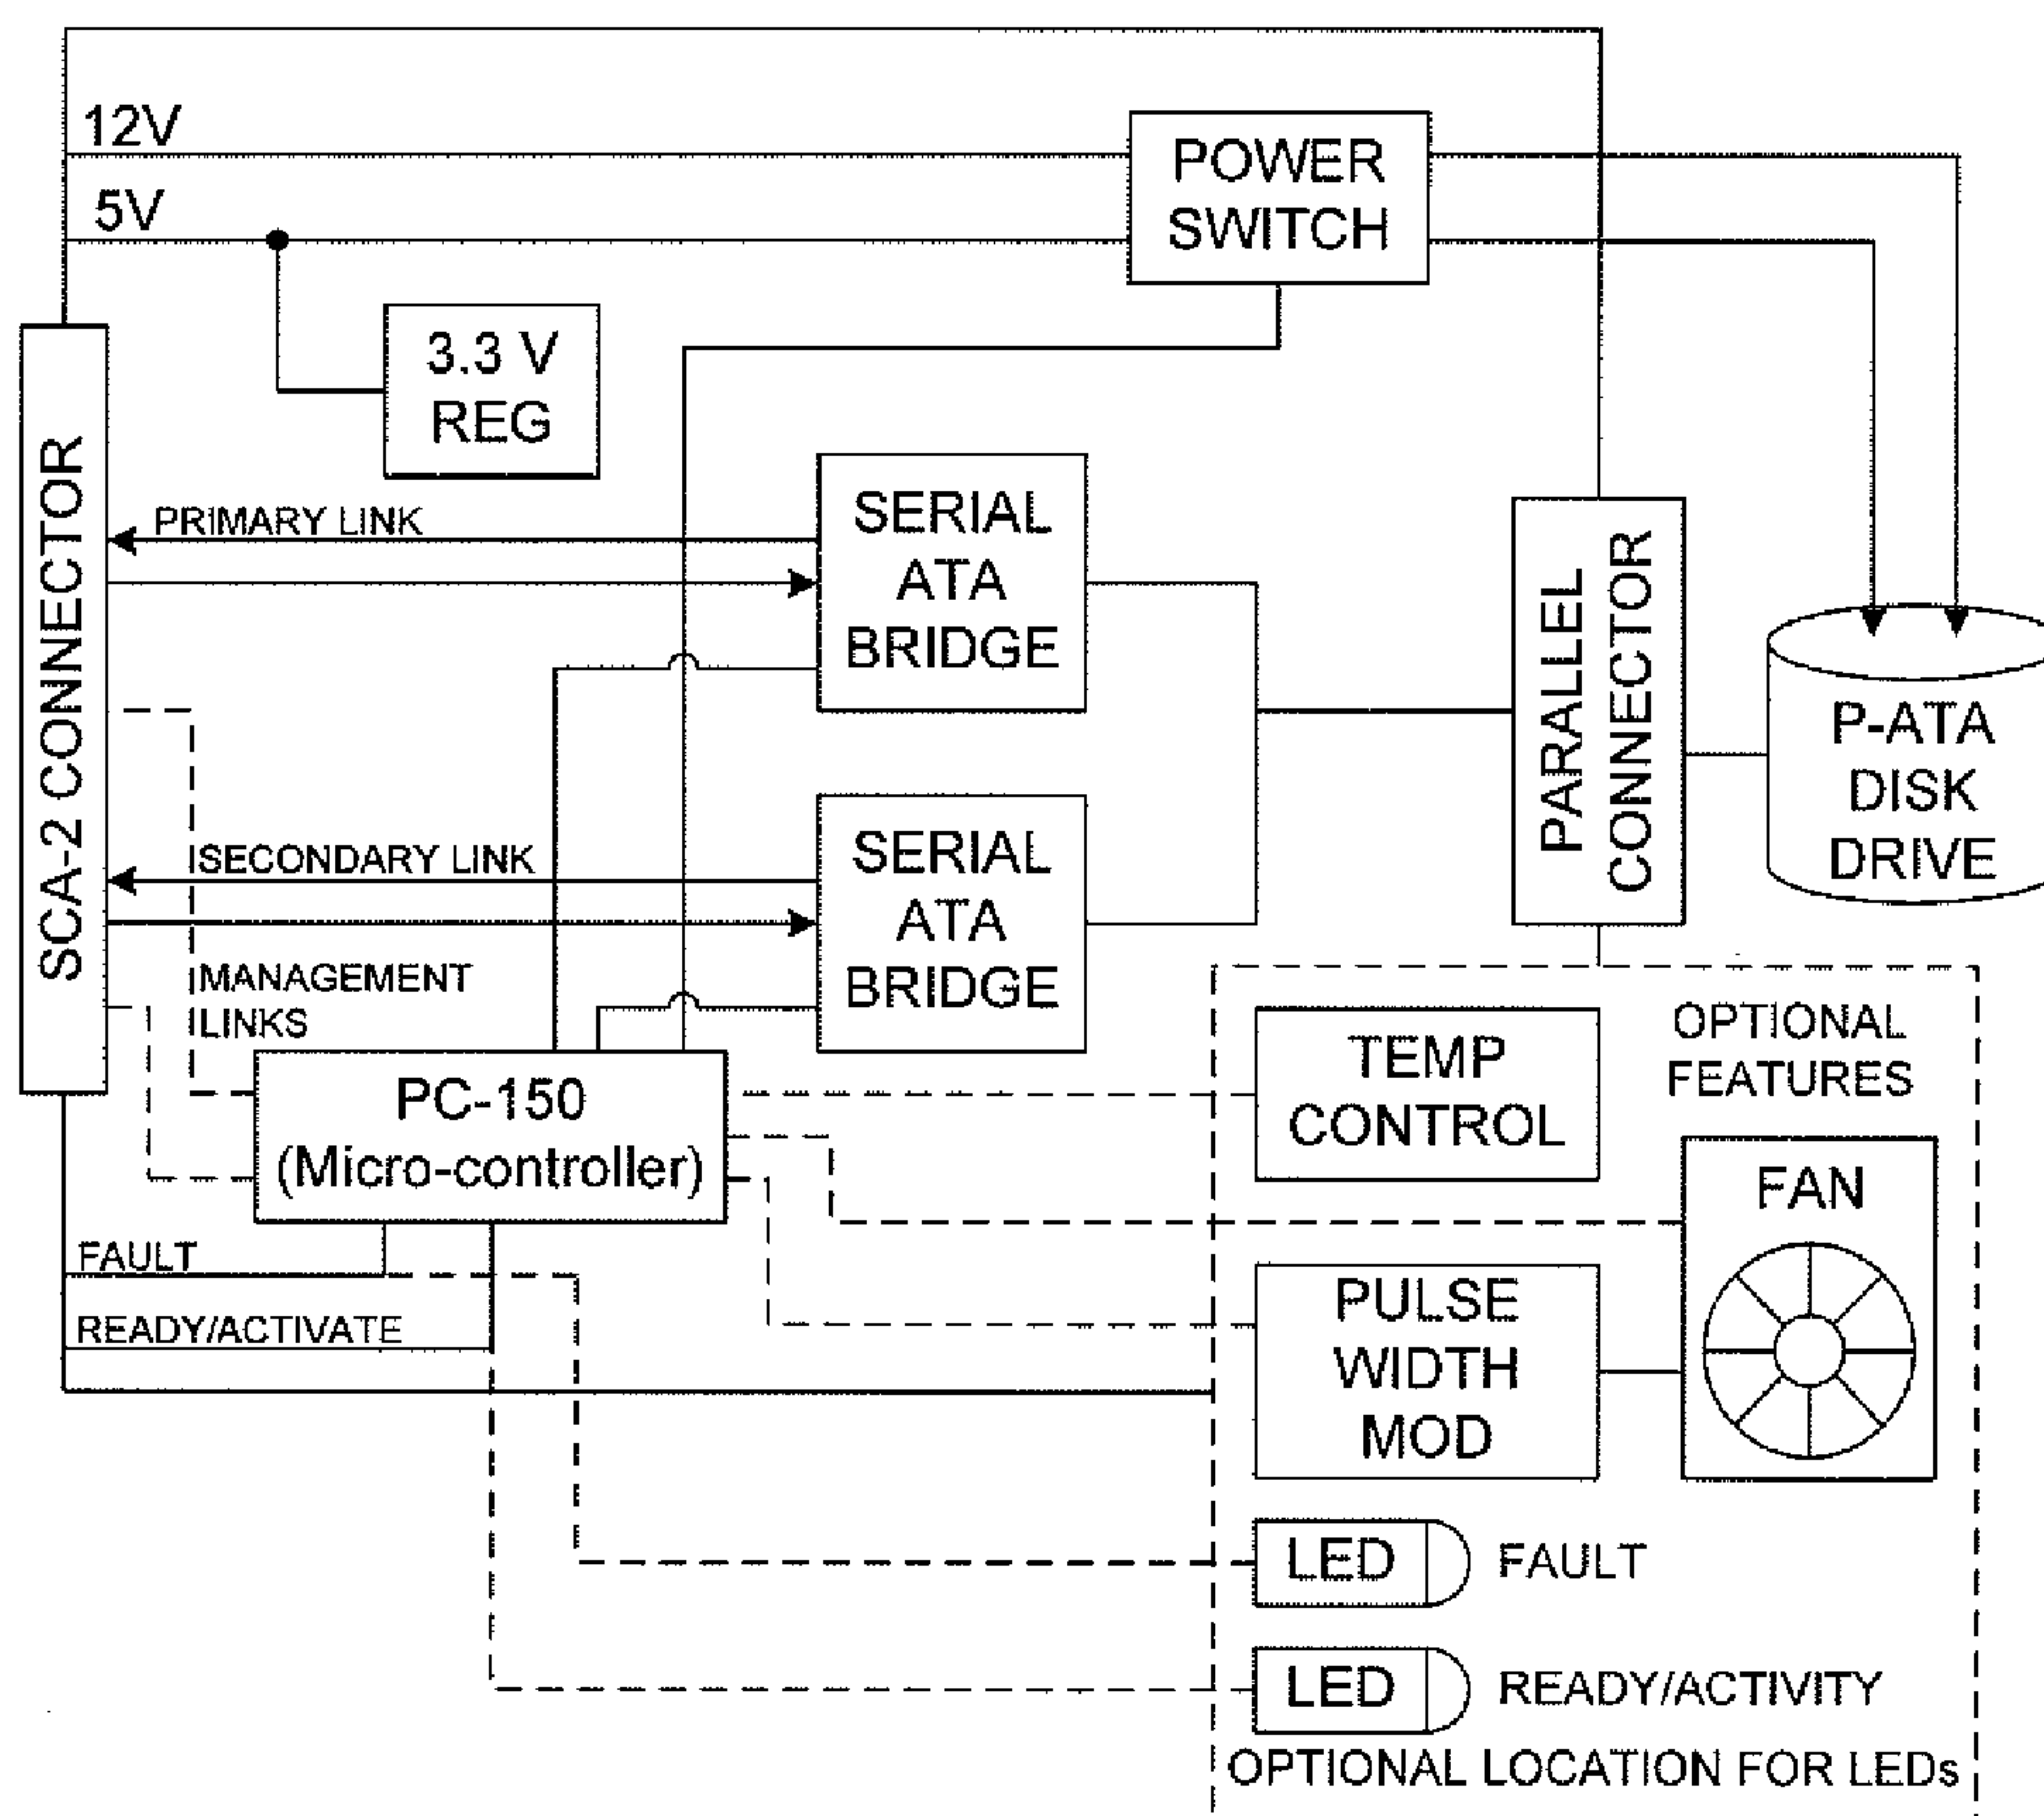 12V
5V
POWER
SWITCH
3.3 V
REG
SCA-2 CONNECTOR
PRIMARY LINK
SERIAL
ATA
BRIDGE
PARALLEL
CONNECTOR
P-ATA
DISK
DRIVE
SECONDARY LINK
SERIAL
ATA
BRIDGE
MANAGEMENT
LINKS
PC-150
(Micro-controller)
TEMP
CONTROL
OPTIONAL
FEATURES
FAN
FAULT
READY/ACTIVATE
PULSE
WIDTH
MOD
LED
FAULT
LED
READY/ACTIVITY
OPTIONAL LOCATION FOR LEDs